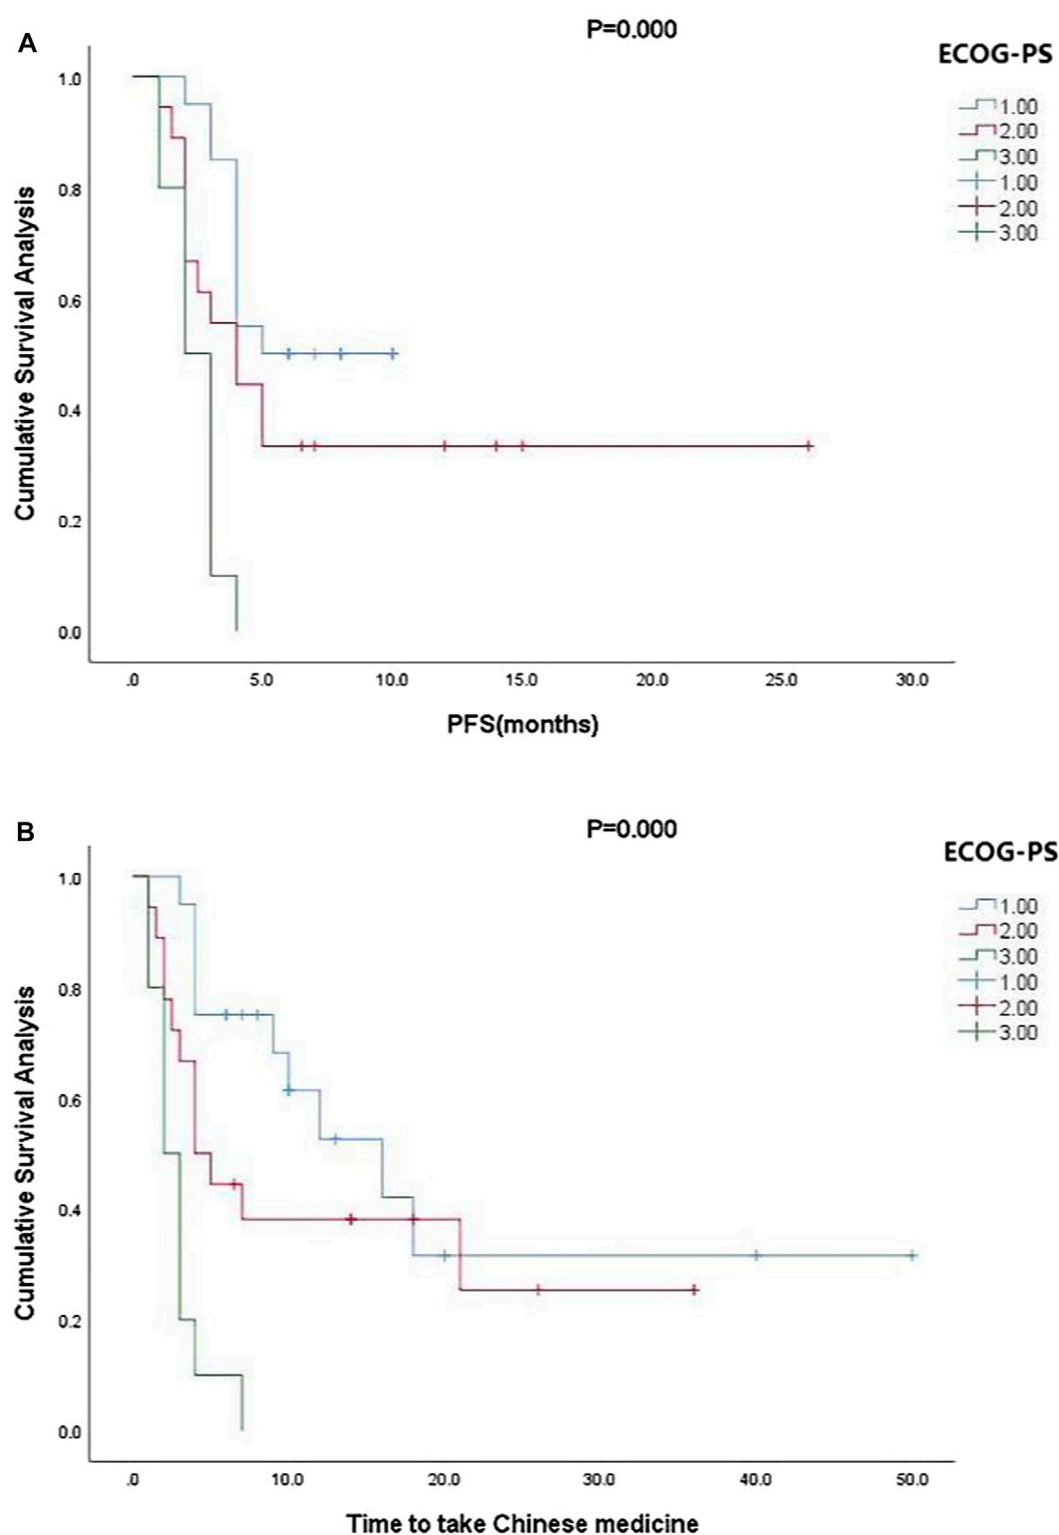 A
P=0.000
ECOG-PS
1.00
2.00
3.00
1.00
2.00
3.00
Cumulative Survival Analysis
1.0
0.8
0.6
0.4
0.2
0.0
.0 5.0 10.0 15.0 20.0 25.0 30.0
PFS(months)
B
P=0.000
ECOG-PS
1.00
2.00
3.00
1.00
2.00
3.00
Cumulative Survival Analysis
1.0
0.8
0.6
0.4
0.2
0.0
.0 10.0 20.0 30.0 40.0 50.0
Time to take Chinese medicine